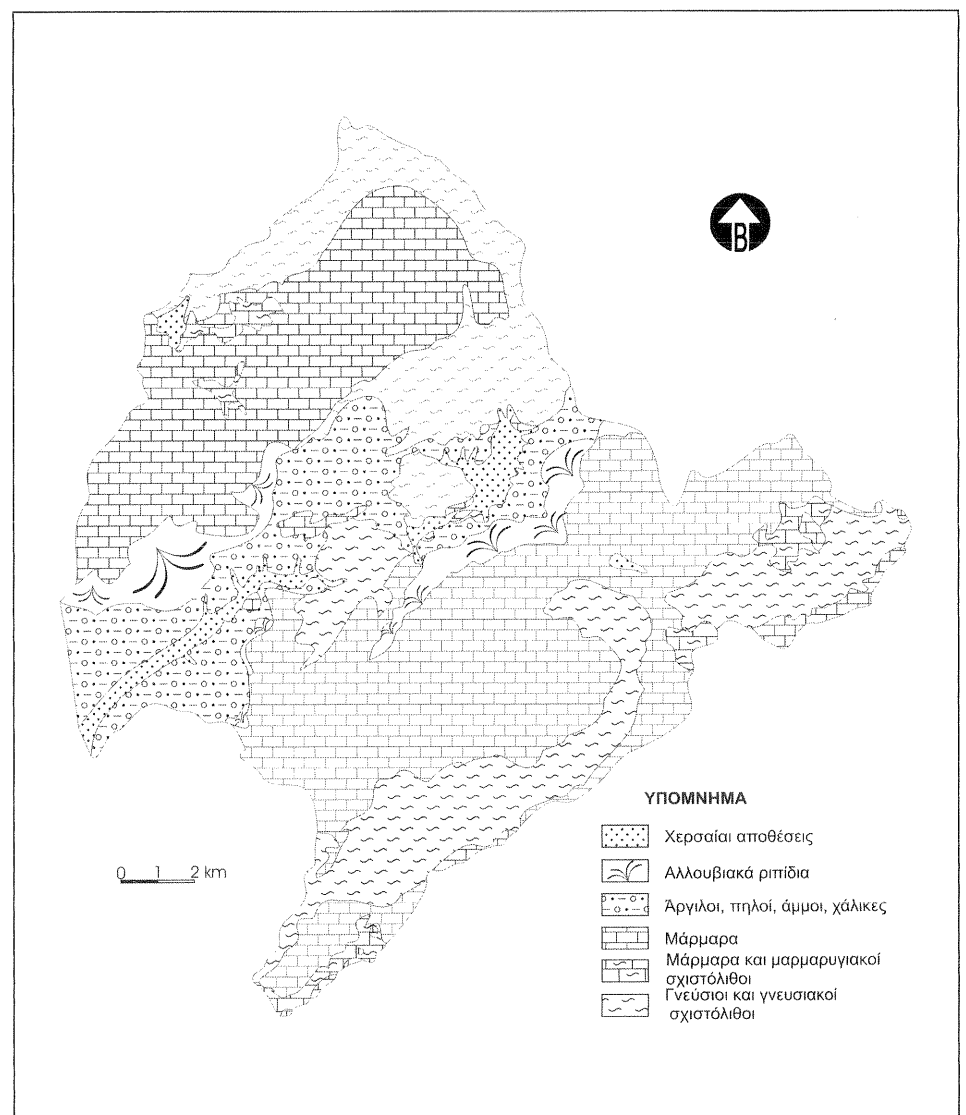 Β
ΥΠΟΜΝΗΜΑ
Χερσαίαι αποθέσεις
Αλλουβιακά ριπίδια
Άργιλοι, πηλοί, άμμοι, χάλικες
Μάρμαρα
Μάρμαρα και μαρμαρυγιακοί
σχιστόλιθοι
Γνεύσιοι και γνευσιακοί
σχιστόλιθοι
0 1 2 km